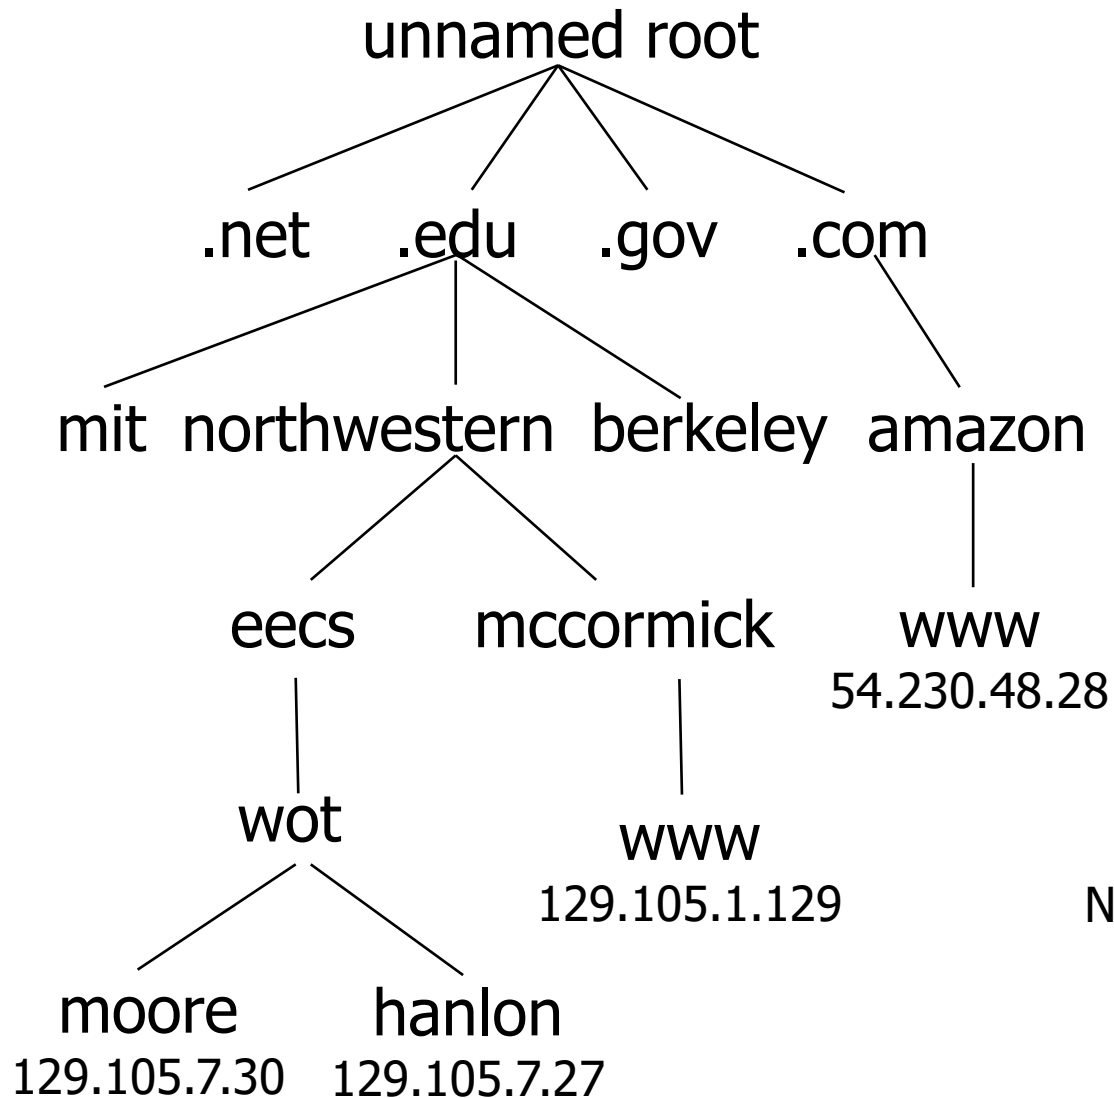 unnamed root
.net .edu .gov .com
mit northwestern berkeley amazon
eecs mccormick www
54.230.48.28
wot www
129.105.1.129 N
moore hanlon
129.105.7.30 129.105.7.27